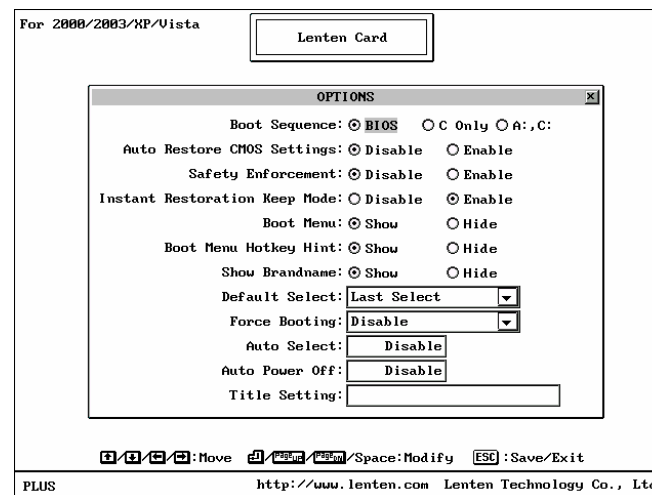 For 2000/2003/XP/Vista
Lenten Card
OPTIONS
Boot Sequence: BIOS C Only A:,C:
Auto Restore CMOS Settings: Disable Enable
Safety Enforcement: Disable Enable
Instant Restoration Keep Mode: Disable Enable
Boot Menu: Show Hide
Boot Menu Hotkey Hint: Show Hide
Show Brandname: Show Hide
Default Select: Last Select
Force Booting: Disable
Auto Select: Disable
Auto Power Off: Disable
Title Setting:
↑/↓/←/→:Move ↵/PageUP/PageDN/Space:Modify ESC :Save/Exit
PLUS http://www.lenten.com Lenten Technology Co., Ltd